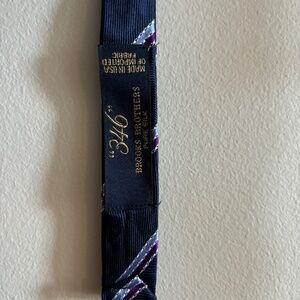 "346"
BROOKS BROTHERS
PURE SILK
MADE IN USA
OF IMPORTED
FABRIC